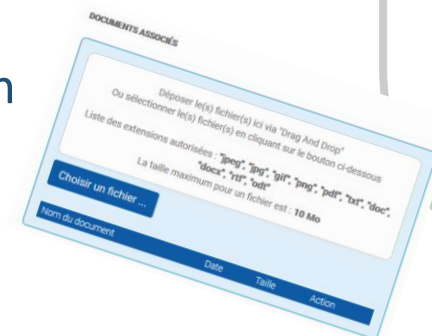 n
DOCUMENTS ASSOCIÉS
Déposer le(s) fichier(s) ici via "Drag And Drop"
Ou sélectionner le(s) fichier(s) en cliquant sur le bouton ci-dessous
Liste des extensions autorisées : "jpeg", "jpg", "gif", "png", "pdf", "txt", "doc",
"docx", "rtf", "odt"
La taille maximum pour un fichier est : 10 Mo
Choisir un fichier ...
Nom du document Date Taille Action